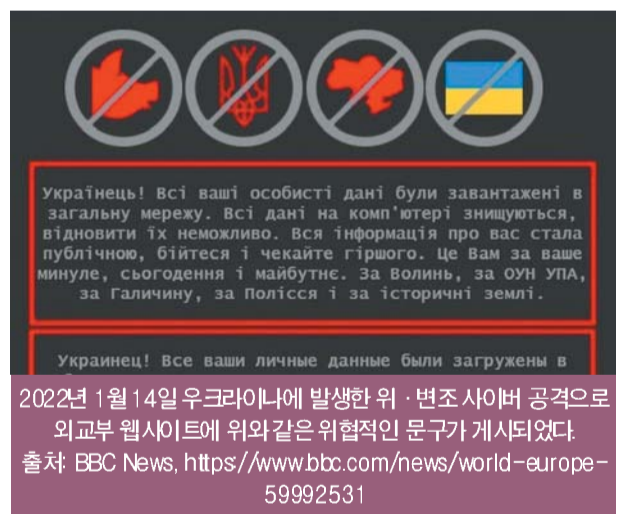 Українець! Всі ваші особисті дані були завантажені в
загальну мережу. Всі дані на комп'ютері знищуються,
відновити їх неможливо. Вся інформація про вас стала
публічною, бійтеся і чекайте гіршого. Це Вам за ваше
минуле, сьогодення і майбутнє. За Волинь, за ОУН УПА,
за Галичину, за Полісся і за історичні землі.
Украинец! Все ваши личные данные были загружены в
2022년 1월 14일 우크라이나에 발생한 위·변조 사이버 공격으로
외교부 웹사이트에 위와 같은 위협적인 문구가 게시되었다.
출처: BBC News, https://www.bbc.com/news/world-europe-
59992531